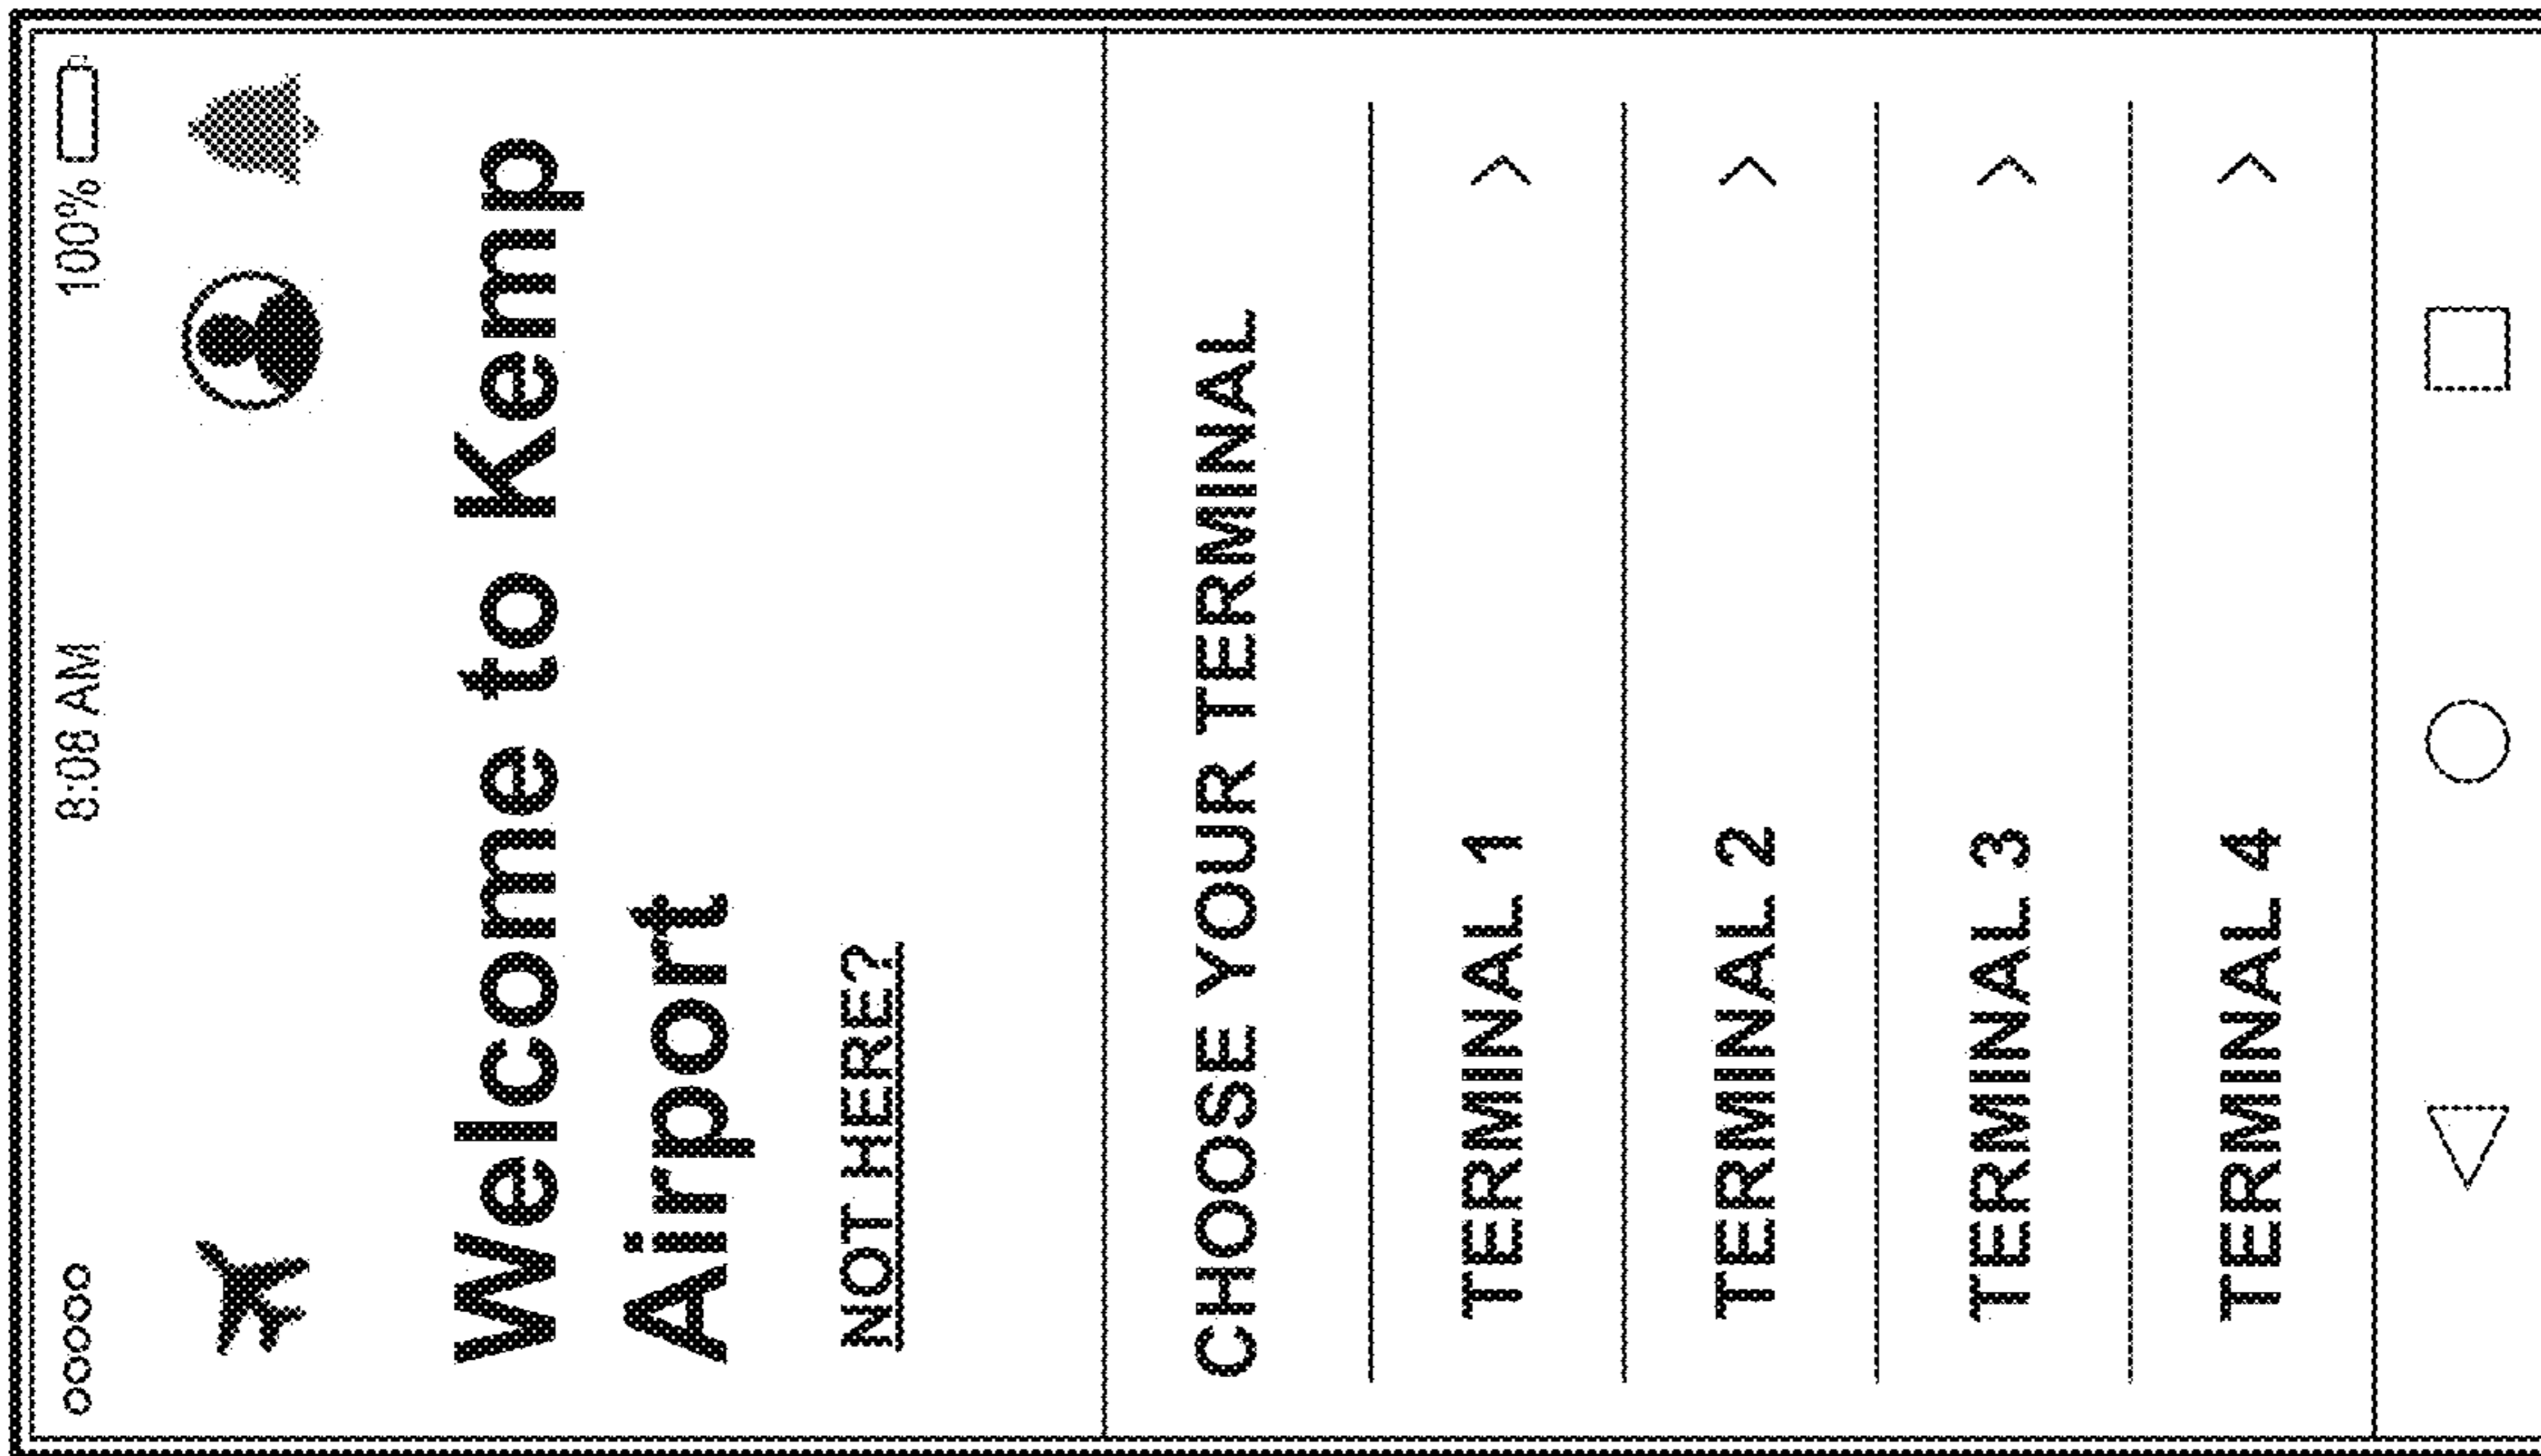 8:08 AM 100%
Welcome to Kemp
Airport
NOT HERE?
CHOOSE YOUR TERMINAL
TERMINAL 1
TERMINAL 2
TERMINAL 3
TERMINAL 4